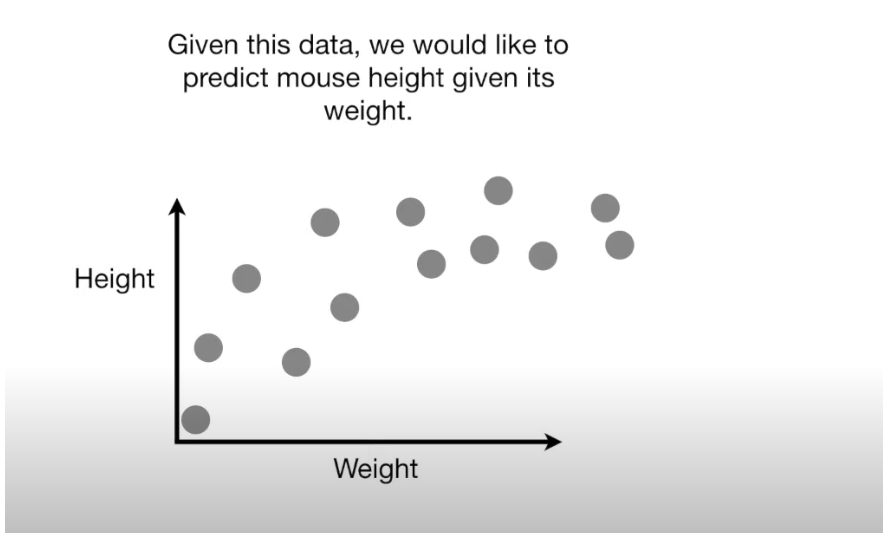 Given this data, we would like to
predict mouse height given its
weight.
Height
Weight